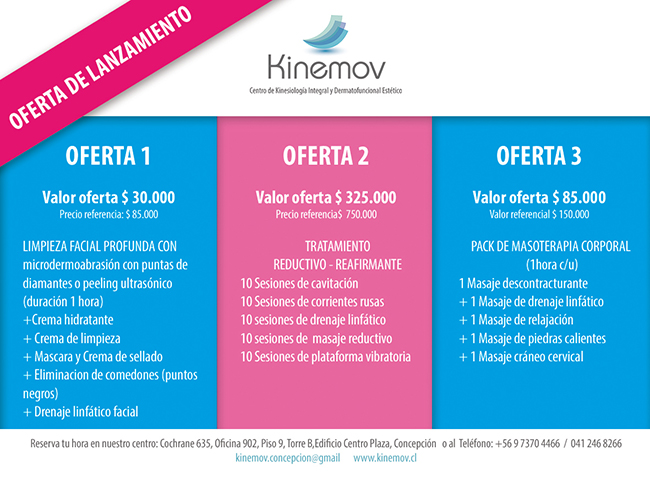 OFERTA DE LANZAMIENTO
Kinemov
Centro de Kinesiología Integral y Dermatofuncional Estético
OFERTA 1
Valor oferta $ 30.000
Precio referencia: $ 85.000
LIMPIEZA FACIAL PROFUNDA CON
microdermoabrasión con puntas de
diamantes o peeling ultrasónico
(duración 1 hora)
+Crema hidratante
+ Crema de limpieza
+ Mascara y Crema de sellado
+ Eliminacion de comedones (puntos
negros)
+ Drenaje linfático facial
OFERTA 2
Valor oferta $ 325.000
Precio referencia$ 750.000
TRATAMIENTO
REDUCTIVO - REAFIRMANTE
10 Sesiones de cavitación
10 Sesiones de corrientes rusas
10 sesiones de drenaje linfático
10 sesiones de masaje reductivo
10 Sesiones de plataforma vibratoria
OFERTA 3
Valor oferta $ 85.000
Valor referencial $ 150.000
PACK DE MASOTERAPIA CORPORAL
(1hora c/u)
1 Masaje descontracturante
+ 1 Masaje de drenaje linfático
+ 1 Masaje de relajación
+ 1 Masaje de piedras calientes
+ 1 Masaje cráneo cervical
Reserva tu hora en nuestro centro: Cochrane 635, Oficina 902, Piso 9, Torre B,Edificio Centro Plaza, Concepción o al Teléfono: +56 9 7370 4466 / 041 246 8266
kinemov.concepcion@gmail www.kinemov.cl